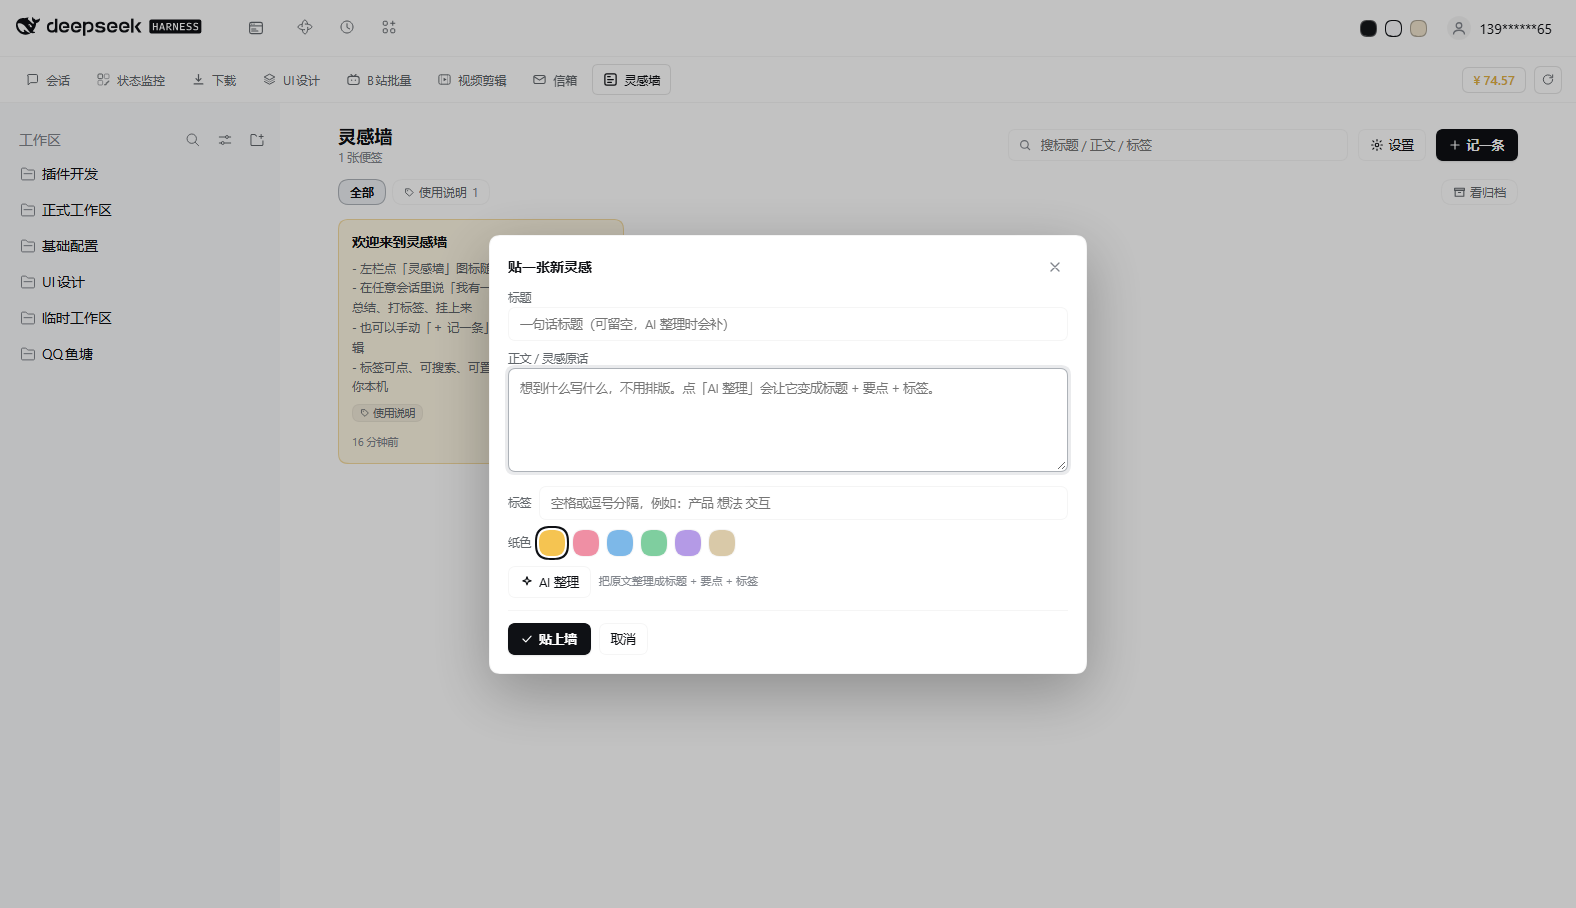 deepseek HARNESS
139******65
会话
状态监控
下载
UI设计
B站批量
视频剪辑
信箱
灵感墙
¥ 74.57
工作区
插件开发
正式工作区
基础配置
UI设计
临时工作区
QQ鱼塘
灵感墙
1 张便签
搜标题 / 正文 / 标签
设置
+ 记一条
全部
使用说明 1
看归档
欢迎来到灵感墙
- 左栏点「灵感墙」图标随
- 在任意会话里说「我有一
总结、打标签、挂上来
- 也可以手动「 + 记一条」
辑
- 标签可点、可搜索、可置
你本机
使用说明
16 分钟前
贴一张新灵感
标题
一句话标题（可留空，AI 整理时会补）
正文 / 灵感原话
想到什么写什么，不用排版。点「AI 整理」会让它变成标题 + 要点 + 标签。
标签
空格或逗号分隔，例如：产品 想法 交互
纸色
AI 整理
把原文整理成标题 + 要点 + 标签
贴上墙
取消